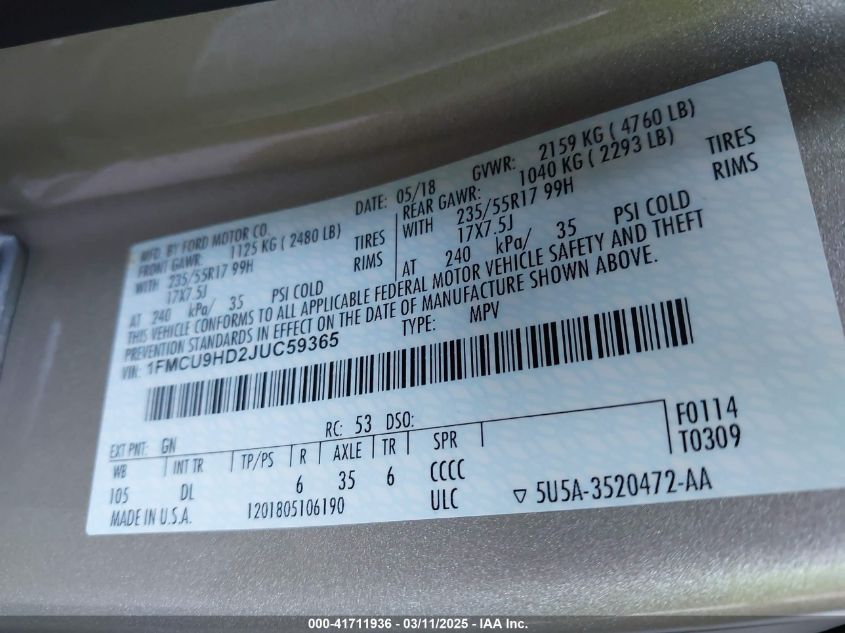 MFD. BY FORD MOTOR CO.
DATE: 05/18
GVWR: 2159 KG ( 4760 LB)
FRONT GAWR: 1125 KG ( 2480 LB)
REAR GAWR: 1040 KG ( 2293 LB)
WITH 235/55R17 99H TIRES
WITH 235/55R17 99H TIRES
17X7.5J RIMS
17X7.5J RIMS
AT 240 kPa/ 35 PSI COLD
AT 240 kPa/ 35 PSI COLD
THIS VEHICLE CONFORMS TO ALL APPLICABLE FEDERAL MOTOR VEHICLE SAFETY AND THEFT
PREVENTION STANDARDS IN EFFECT ON THE DATE OF MANUFACTURE SHOWN ABOVE.
VIN: 1FMCU9HD2JUC59365
TYPE: MPV
F0114
T0309
EXT PNT: GN RC: 53 DSO:
WB INT TR TP/PS R AXLE TR SPR
105 DL 6 35 6 CCCC
MADE IN U.S.A. 1201805106190 ULC ▽ 5U5A-3520472-AA
000-41711936 - 03/11/2025 - IAA Inc.